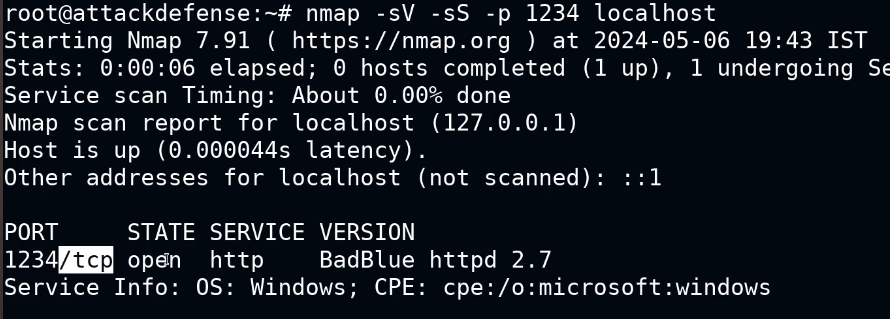 root@attackdefense:~# nmap -sV -sS -p 1234 localhost
Starting Nmap 7.91 ( https://nmap.org ) at 2024-05-06 19:43 IST
Stats: 0:00:06 elapsed; 0 hosts completed (1 up), 1 undergoing Se
Service scan Timing: About 0.00% done
Nmap scan report for localhost (127.0.0.1)
Host is up (0.000044s latency).
Other addresses for localhost (not scanned): ::1
PORT     STATE SERVICE VERSION
1234/tcp open  http    BadBlue httpd 2.7
Service Info: OS: Windows; CPE: cpe:/o:microsoft:windows